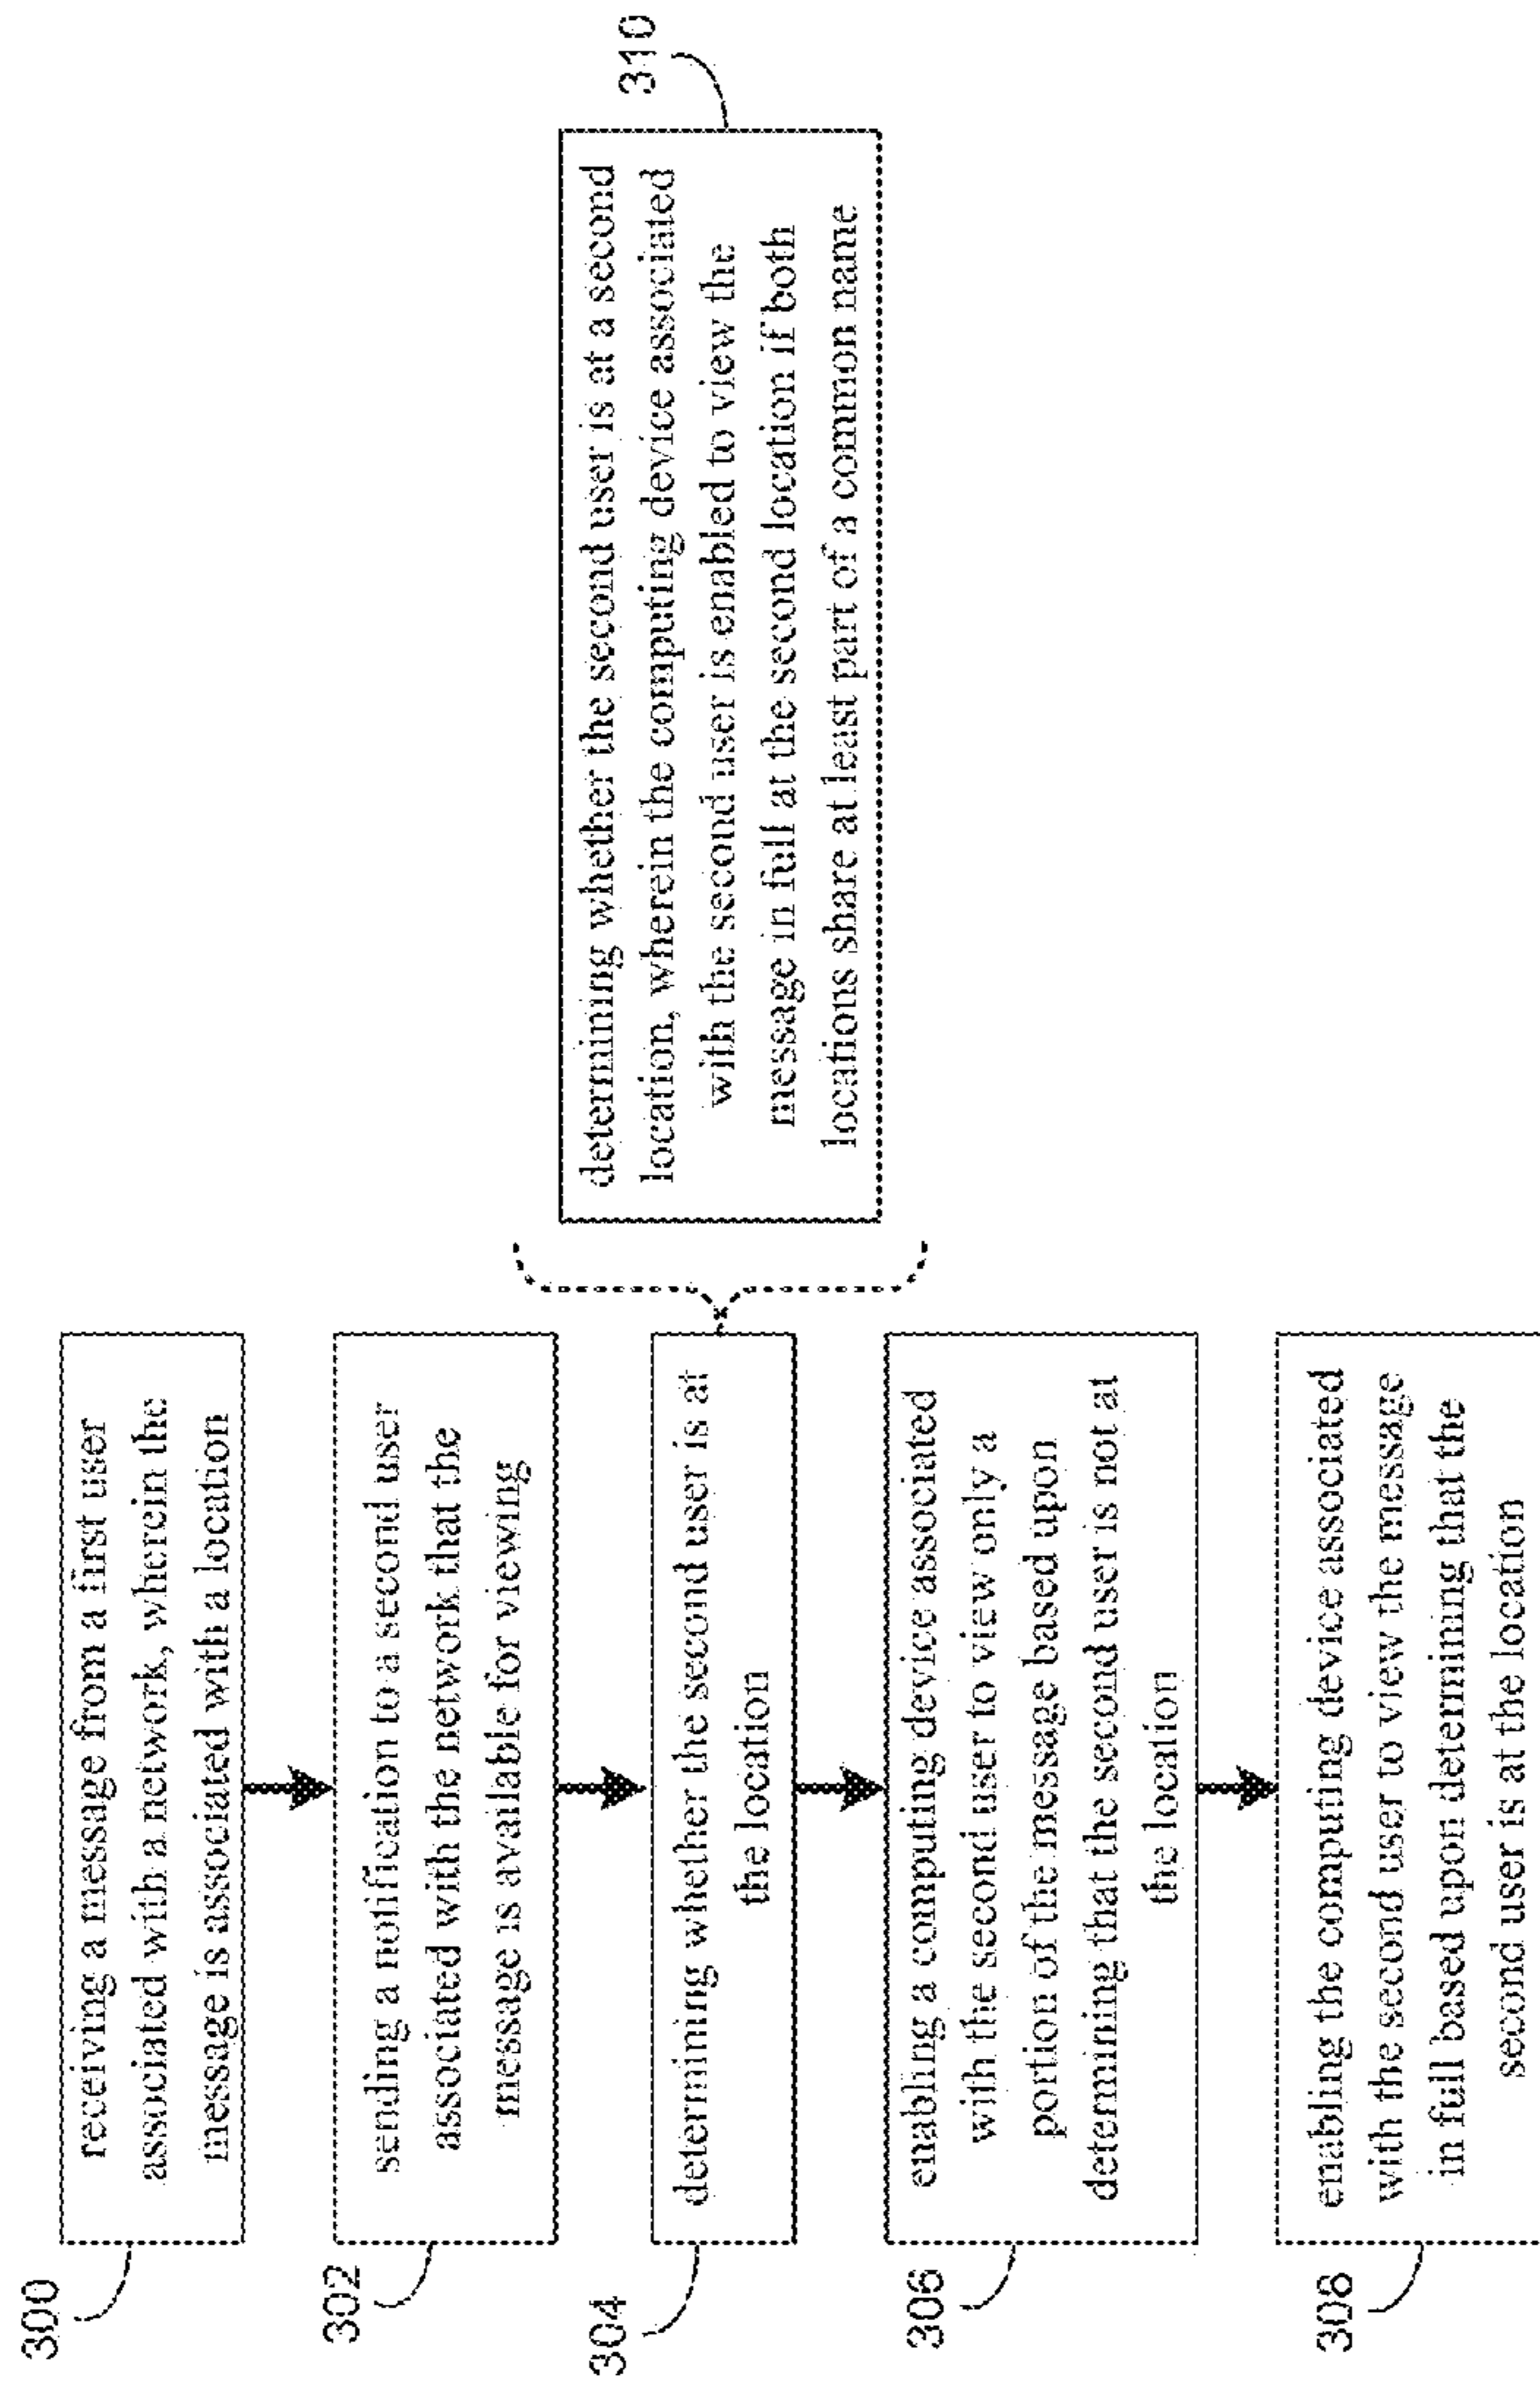 300
receiving a message from a first user
associated with a network, wherein the
message is associated with a location
302
sending a notification to a second user
associated with the network that the
message is available for viewing
304
determining whether the second user is at
the location
310
determining whether the second user is at a second
location, wherein the computing device associated
with the second user is enabled to view the
message in full at the second location if both
locations share at least part of a common name
306
enabling a computing device associated
with the second user to view only a
portion of the message based upon
determining that the second user is not at
the location
308
enabling the computing device associated
with the second user to view the message
in full based upon determining that the
second user is at the location